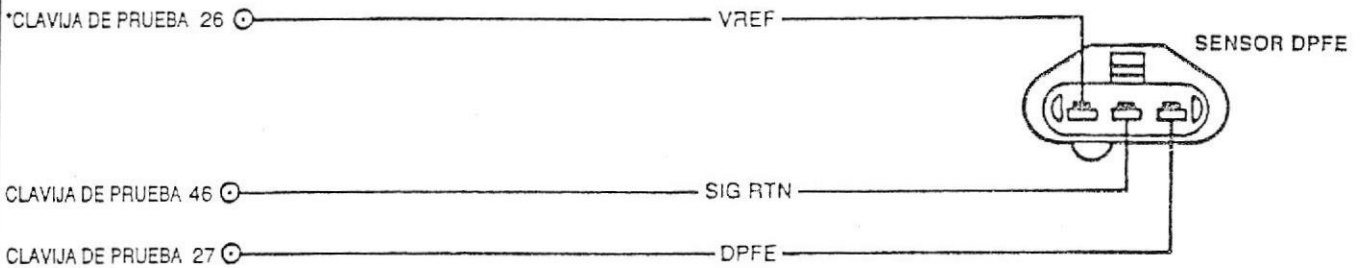 *CLAVIJA DE PRUEBA 26 VREF
SENSOR DPFE
CLAVIJA DE PRUEBA 46 SIG RTN
CLAVIJA DE PRUEBA 27 DPFE